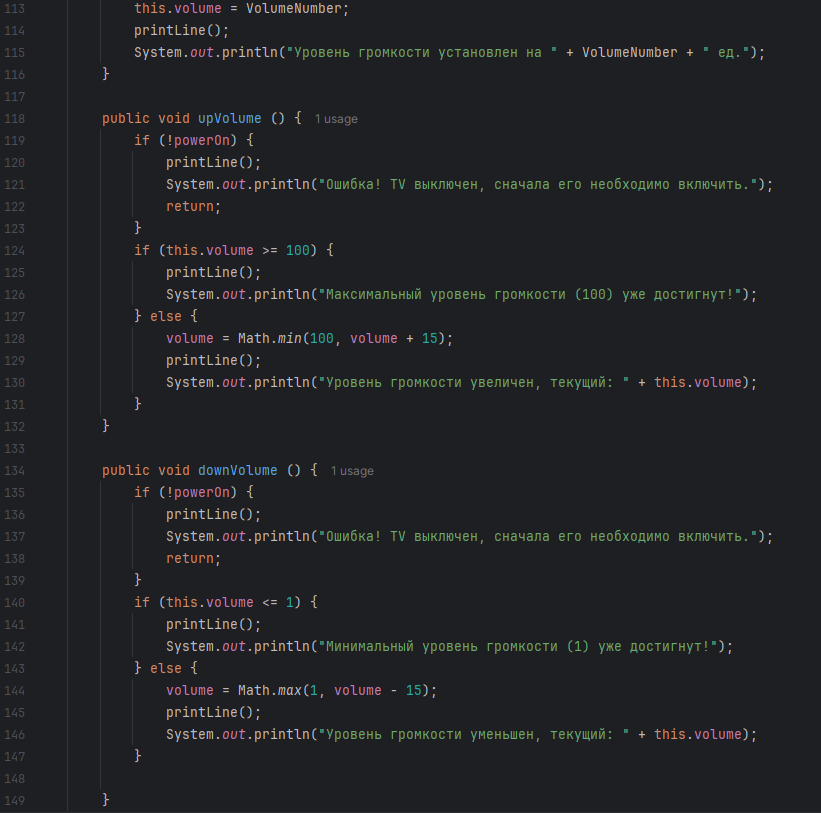 113 this.volume = VolumeNumber;
114 printLine();
115 System.out.println("Уровень громкости установлен на " + VolumeNumber + " ед.");
116 }
117
118 public void upVolume () { 1 usage
119 if (!powerOn) {
120 printLine();
121 System.out.println("Ошибка! TV выключен, сначала его необходимо включить.");
122 return;
123 }
124 if (this.volume >= 100) {
125 printLine();
126 System.out.println("Максимальный уровень громкости (100) уже достигнут!");
127 } else {
128 volume = Math.min(100, volume + 15);
129 printLine();
130 System.out.println("Уровень громкости увеличен, текущий: " + this.volume);
131 }
132 }
133
134 public void downVolume () { 1 usage
135 if (!powerOn) {
136 printLine();
137 System.out.println("Ошибка! TV выключен, сначала его необходимо включить.");
138 return;
139 }
140 if (this.volume <= 1) {
141 printLine();
142 System.out.println("Минимальный уровень громкости (1) уже достигнут!");
143 } else {
144 volume = Math.max(1, volume - 15);
145 printLine();
146 System.out.println("Уровень громкости уменьшен, текущий: " + this.volume);
147 }
148
149 }